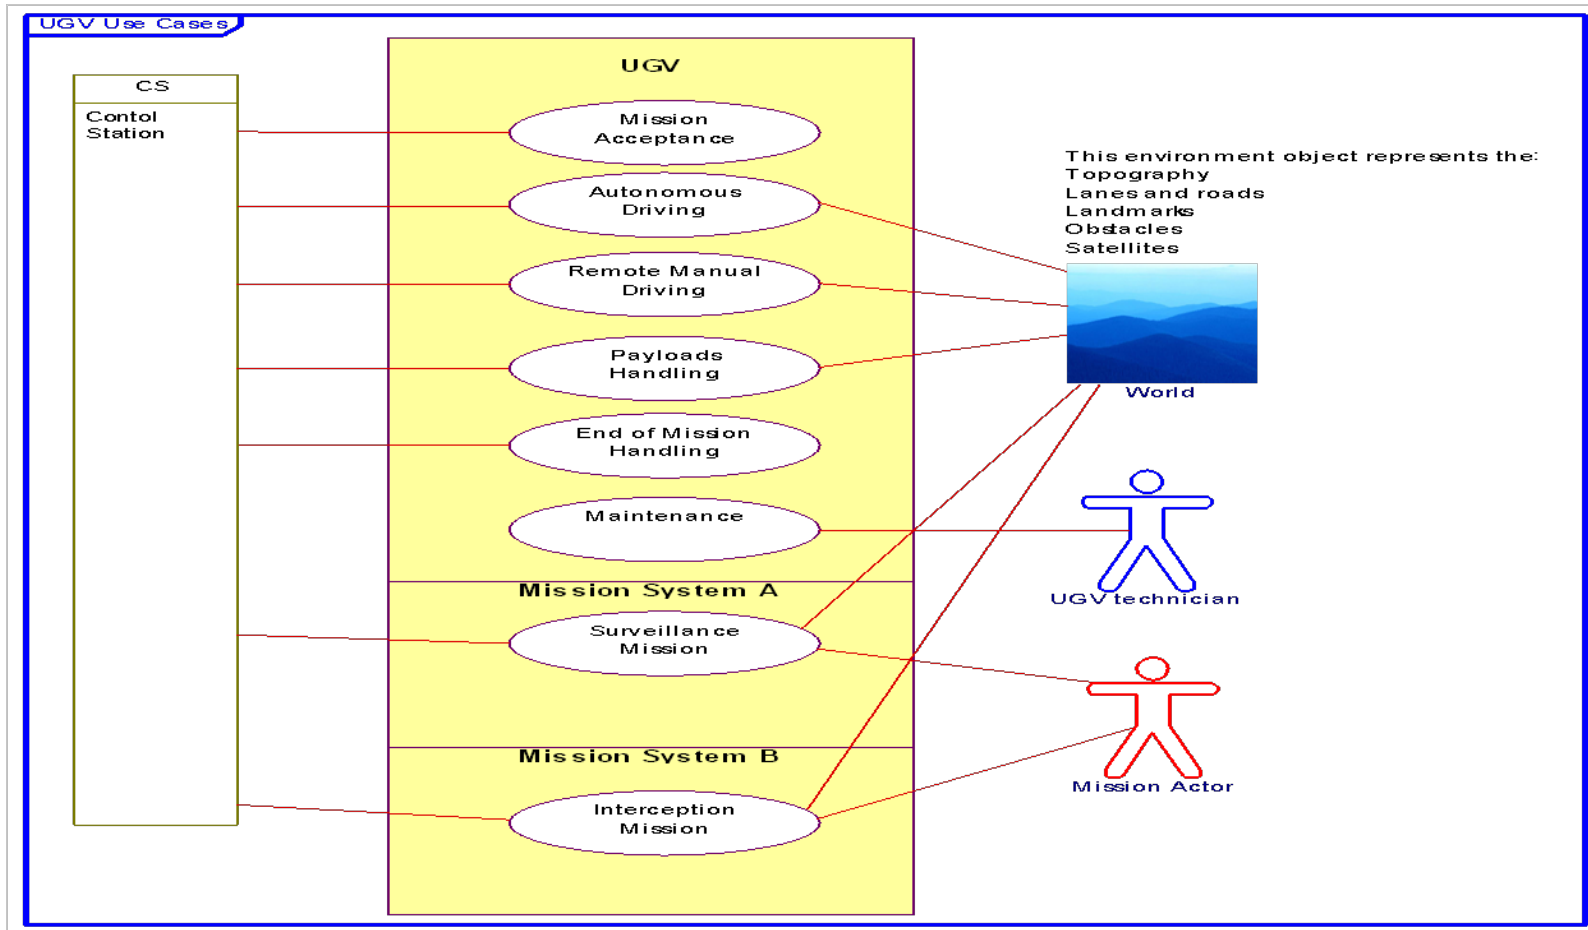 UGV Use Cases
CS
Contol
Station
UGV
Mission
Acceptance
Autonomous
Driving
Remote Manual
Driving
Payloads
Handling
End of Mission
Handling
Maintenance
Mission System A
Surveillance
Mission
Mission System B
Interception
Mission
This environment object represents the:
Topography
Lanes and roads
Landmarks
Obstacles
Satellites
World
UGV technician
Mission Actor